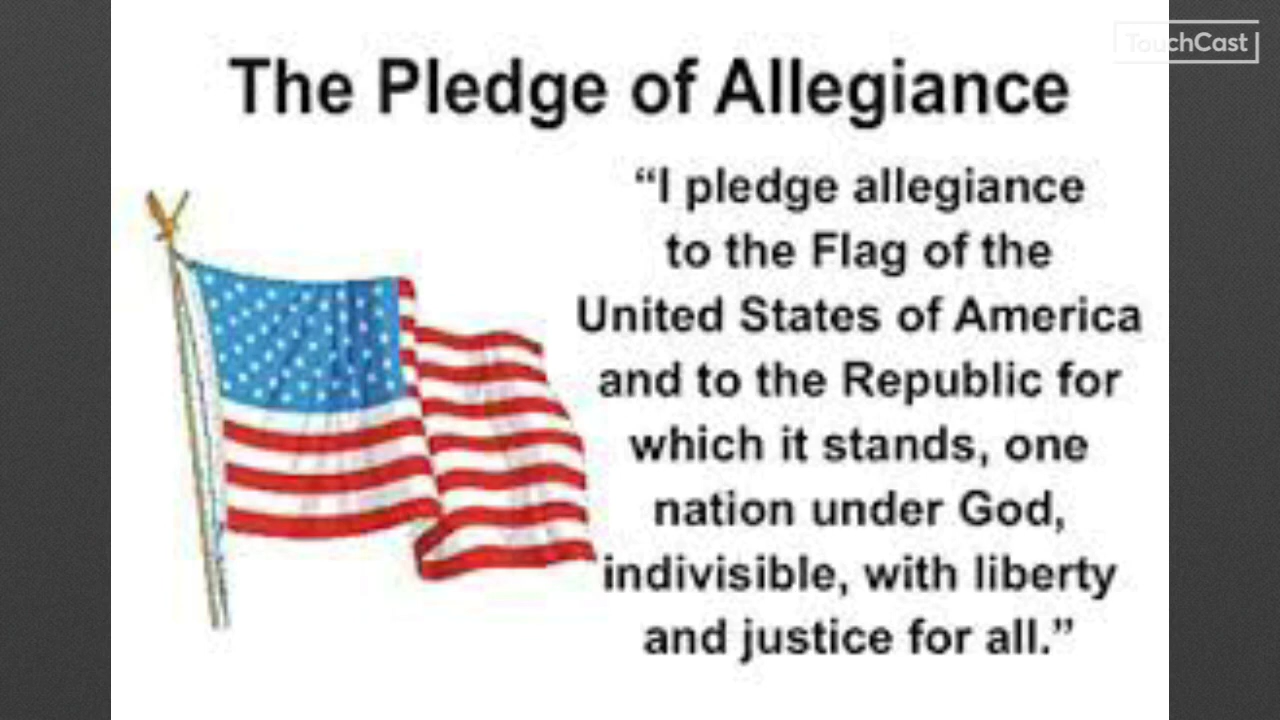 TouchCast
The Pledge of Allegiance
“I pledge allegiance
to the Flag of the
United States of America
and to the Republic for
which it stands, one
nation under God,
indivisible, with liberty
and justice for all.”